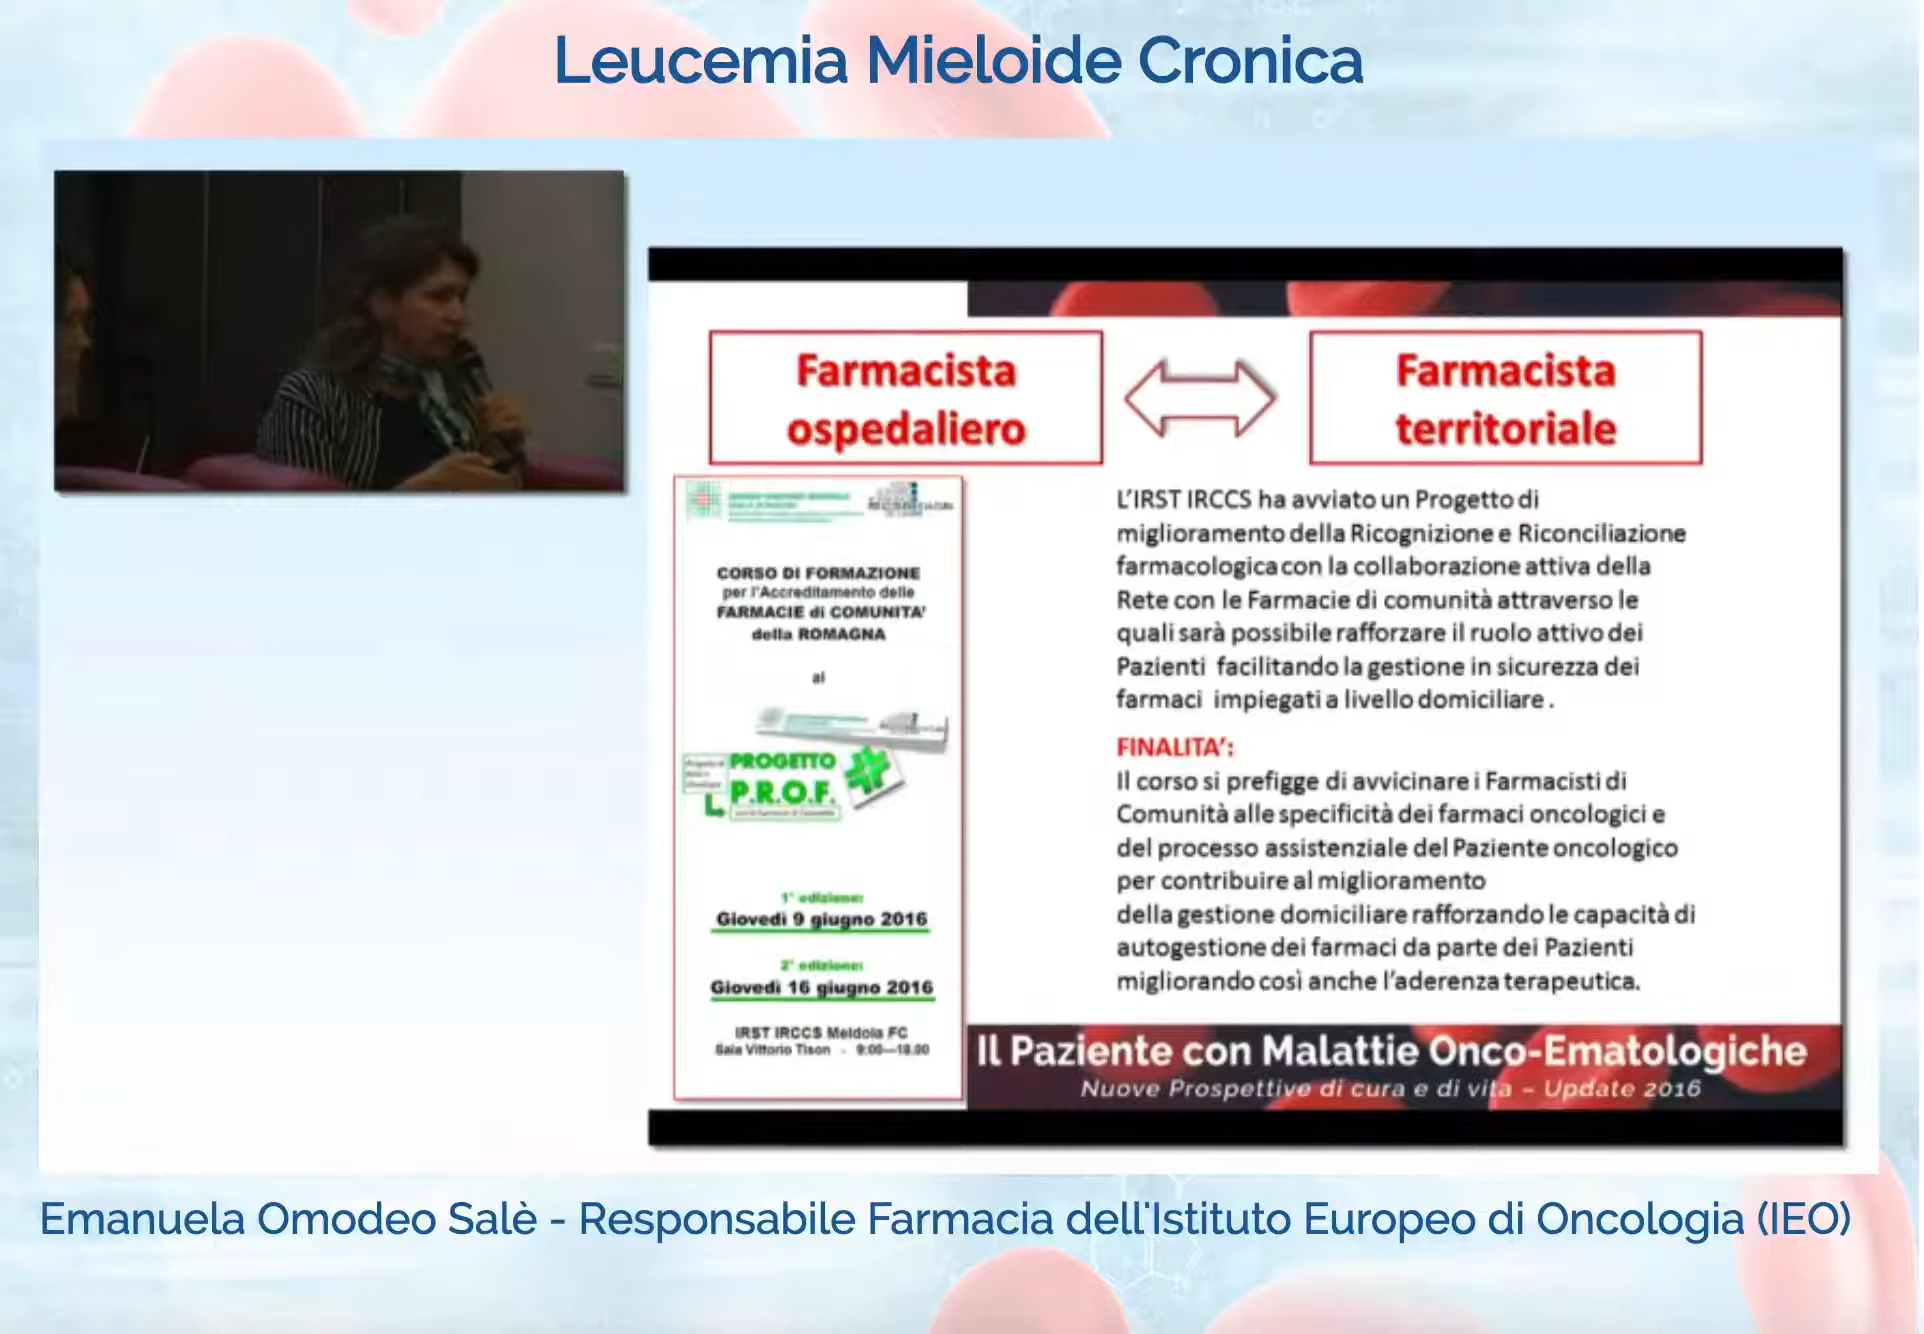 Leucemia Mieloide Cronica
Farmacista
ospedaliero
Farmacista
territoriale
CORSO DI FORMAZIONE
per l'Accreditamento delle
FARMACIE di COMUNITA'
della ROMAGNA
al
PROGETTO
P.R.O.F.
1° edizione:
Giovedì 9 giugno 2016
2° edizione:
Giovedì 16 giugno 2016
IRST IRCCS Meldola FC
Sala Vittorio Tison - 9:00—18.00
L'IRST IRCCS ha avviato un Progetto di
miglioramento della Ricognizione e Riconciliazione
farmacologica con la collaborazione attiva della
Rete con le Farmacie di comunità attraverso le
quali sarà possibile rafforzare il ruolo attivo dei
Pazienti facilitando la gestione in sicurezza dei
farmaci impiegati a livello domiciliare.
FINALITA':
Il corso si prefigge di avvicinare i Farmacisti di
Comunità alle specificità dei farmaci oncologici e
del processo assistenziale del Paziente oncologico
per contribuire al miglioramento
della gestione domiciliare rafforzando le capacità di
autogestione dei farmaci da parte dei Pazienti
migliorando così anche l'aderenza terapeutica.
Il Paziente con Malattie Onco-Ematologiche
Nuove Prospettive di cura e di vita – Update 2016
Emanuela Omodeo Salè - Responsabile Farmacia dell'Istituto Europeo di Oncologia (IEO)